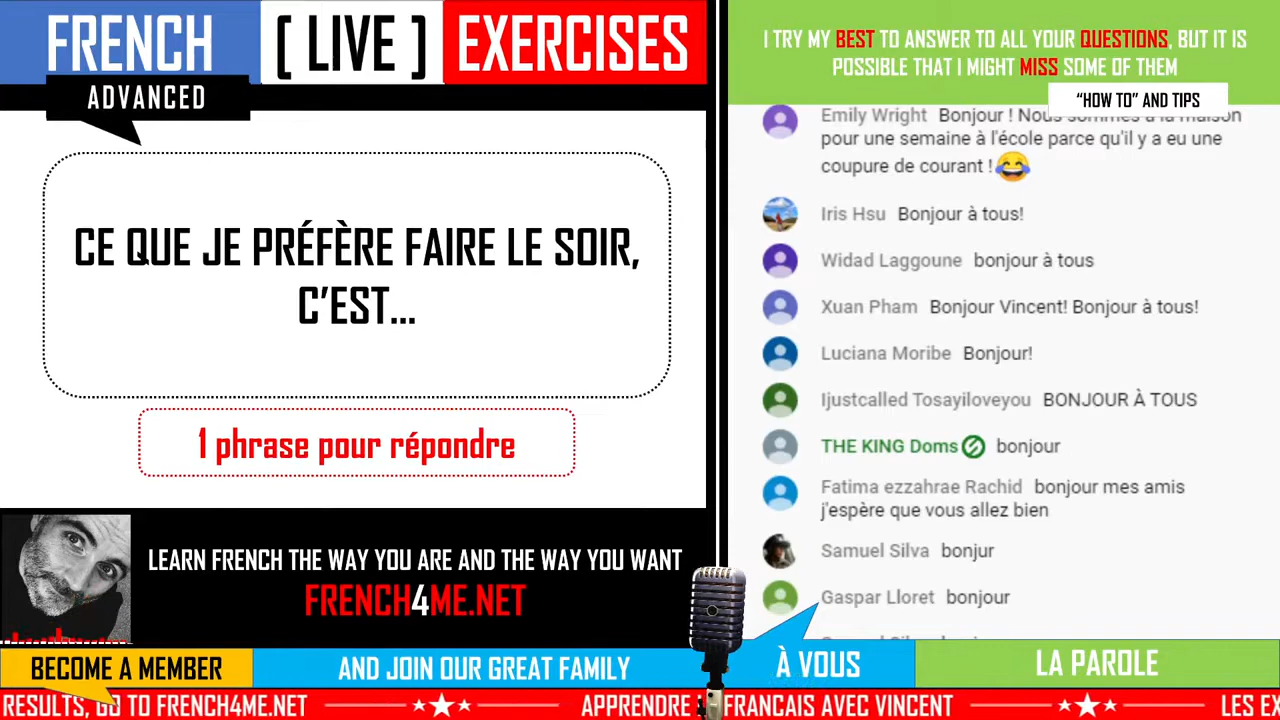 FRENCH
[ LIVE ]
EXERCISES
ADVANCED
CE QUE JE PRÉFÈRE FAIRE LE SOIR,
C'EST...
1 phrase pour répondre
LEARN FRENCH THE WAY YOU ARE AND THE WAY YOU WANT
FRENCH4ME.NET
I TRY MY BEST TO ANSWER TO ALL YOUR QUESTIONS, BUT IT IS
POSSIBLE THAT I MIGHT MISS SOME OF THEM
“HOW TO” AND TIPS
Emily Wright Bonjour ! Nous sommes à la maison
pour une semaine à l'école parce qu'il y a eu une
coupure de courant !
Iris Hsu Bonjour à tous!
Widad Laggoune bonjour à tous
Xuan Pham Bonjour Vincent! Bonjour à tous!
Luciana Moribe Bonjour!
Ijustcalled Tosayiloveyou BONJOUR À TOUS
THE KING Doms bonjour
Fatima ezzahrae Rachid bonjour mes amis
j'espère que vous allez bien
Samuel Silva bonjur
Gaspar Lloret bonjour
BECOME A MEMBER
AND JOIN OUR GREAT FAMILY
À VOUS
LA PAROLE
RESULTS, GO TO FRENCH4ME.NET
APPRENDRE FRANCAIS AVEC VINCENT
LES EX